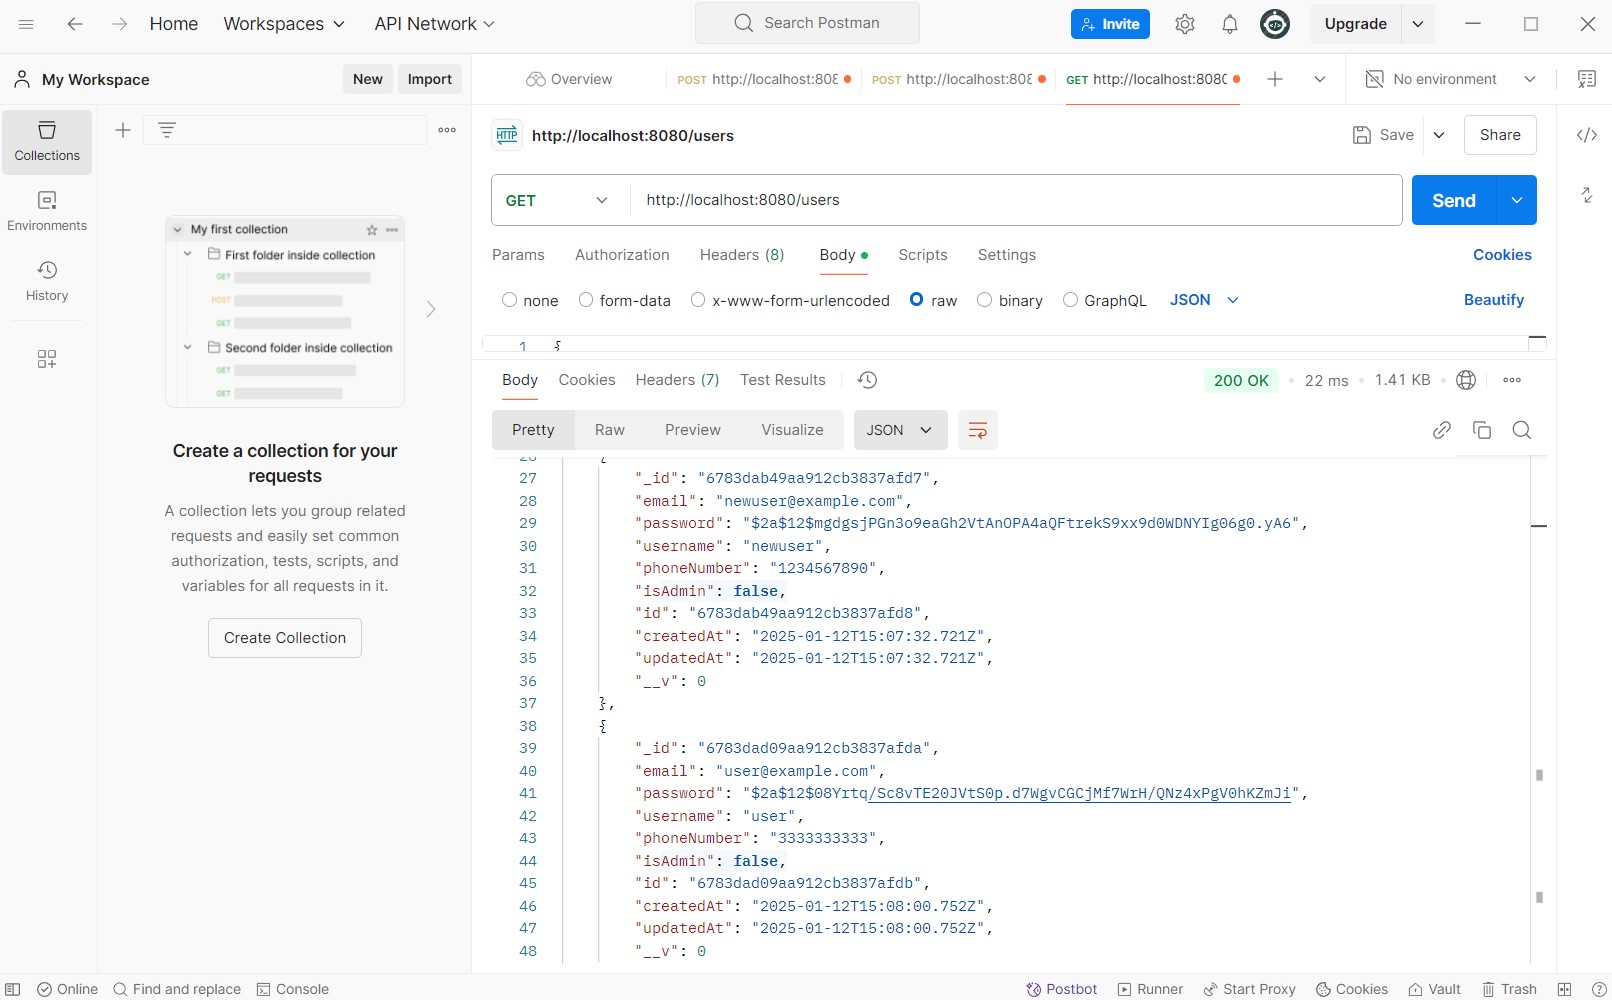 Home Workspaces API Network Search Postman Invite Upgrade
My Workspace New Import Overview POST http://localhost:808 POST http://localhost:808 GET http://localhost:8080 No environment
Collections
Environments
History
My first collection
First folder inside collection
GET
POST
GET
Second folder inside collection
GET
GET
Create a collection for your
requests
A collection lets you group related
requests and easily set common
authorization, tests, scripts, and
variables for all requests in it.
Create Collection
HTTP http://localhost:8080/users Save Share
GET http://localhost:8080/users Send
Params Authorization Headers (8) Body Scripts Settings Cookies
none form-data x-www-form-urlencoded raw binary GraphQL JSON Beautify
1 {
Body Cookies Headers (7) Test Results 200 OK 22 ms 1.41 KB
Pretty Raw Preview Visualize JSON
26 {
27 "_id": "6783dab49aa912cb3837afd7",
28 "email": "newuser@example.com",
29 "password": "$2a$12$mgdgsjPGn3o9eaGh2VtAnOPA4aQFtrekS9xx9d0WDNYIg06g0.yA6",
30 "username": "newuser",
31 "phoneNumber": "1234567890",
32 "isAdmin": false,
33 "id": "6783dab49aa912cb3837afd8",
34 "createdAt": "2025-01-12T15:07:32.721Z",
35 "updatedAt": "2025-01-12T15:07:32.721Z",
36 "__v": 0
37 },
38 {
39 "_id": "6783dad09aa912cb3837afda",
40 "email": "user@example.com",
41 "password": "$2a$12$08Yrtq/Sc8vTE20JVtS0p.d7WgvCGCjMf7WrH/QNz4xPgV0hKZmJi",
42 "username": "user",
43 "phoneNumber": "3333333333",
44 "isAdmin": false,
45 "id": "6783dad09aa912cb3837afdb",
46 "createdAt": "2025-01-12T15:08:00.752Z",
47 "updatedAt": "2025-01-12T15:08:00.752Z",
48 "__v": 0
Online Find and replace Console Postbot Runner Start Proxy Cookies Vault Trash